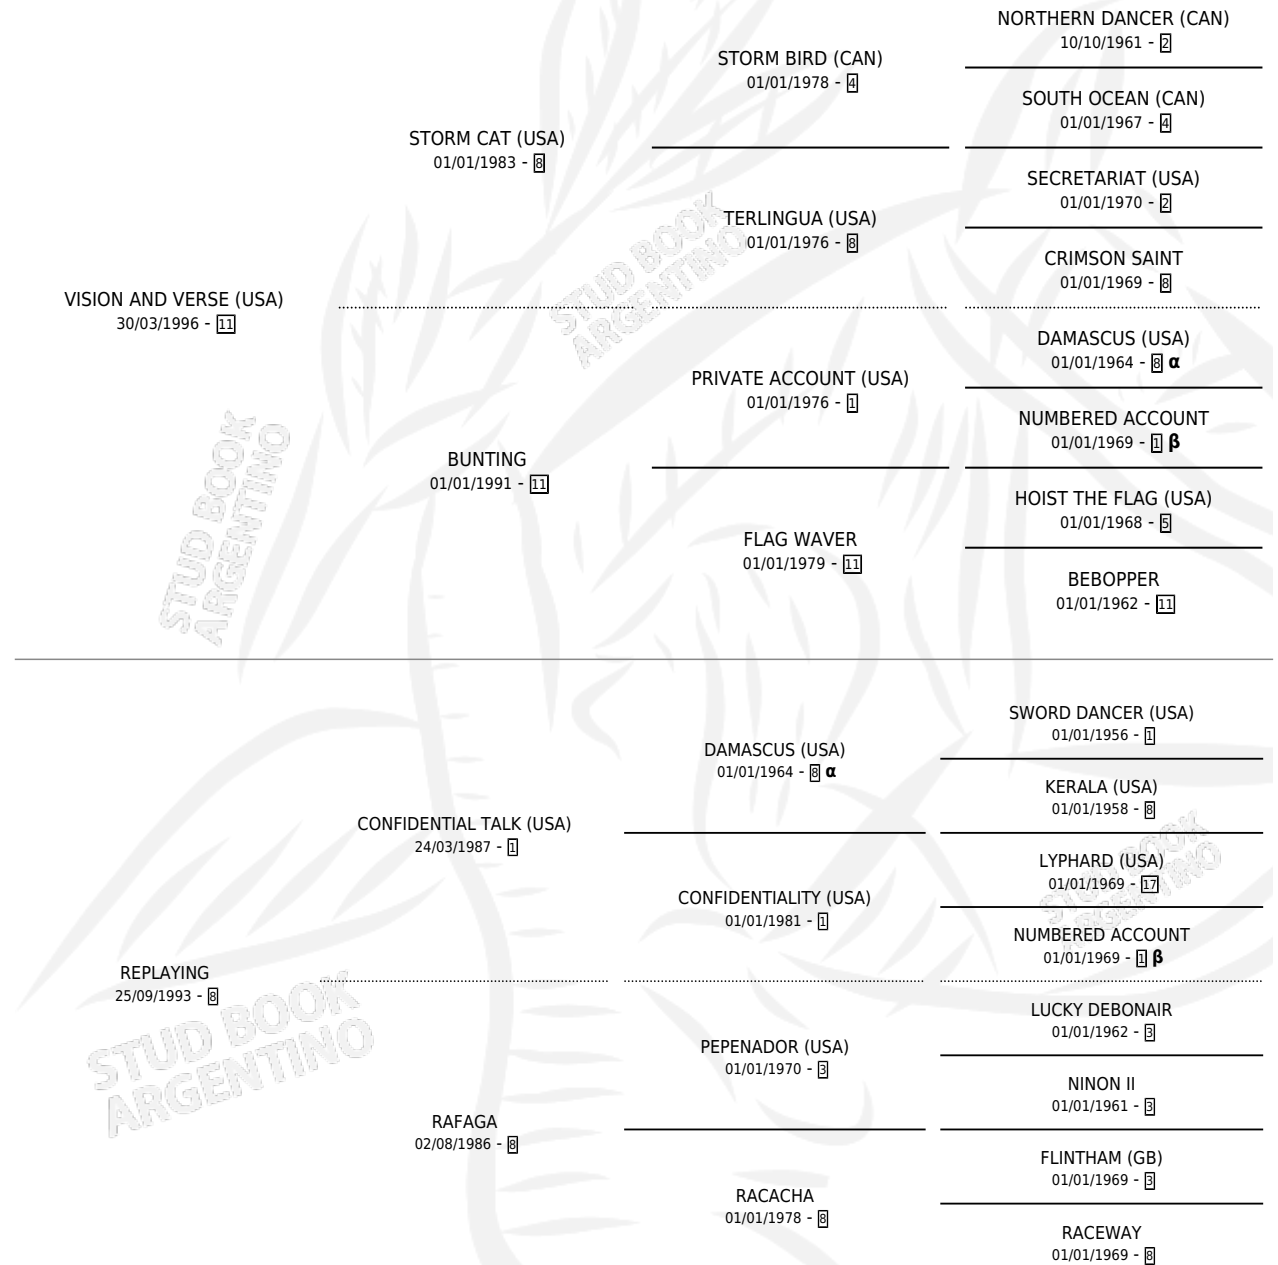 NORTHERN DANCER (CAN)
10/10/1961 - 2
STORM BIRD (CAN)
01/01/1978 - 4
SOUTH OCEAN (CAN)
01/01/1967 - 4
STORM CAT (USA)
01/01/1983 - 8
SECRETARIAT (USA)
01/01/1970 - 2
TERLINGUA (USA)
01/01/1976 - 8
CRIMSON SAINT
01/01/1969 - 8
VISION AND VERSE (USA)
30/03/1996 - 11
DAMASCUS (USA)
01/01/1964 - 8 α
PRIVATE ACCOUNT (USA)
01/01/1976 - 1
NUMBERED ACCOUNT
01/01/1969 - 1 β
BUNTING
01/01/1991 - 11
HOIST THE FLAG (USA)
01/01/1968 - 5
FLAG WAVER
01/01/1979 - 11
BEBOPPER
01/01/1962 - 11
SWORD DANCER (USA)
01/01/1956 - 1
DAMASCUS (USA)
01/01/1964 - 8 α
KERALA (USA)
01/01/1958 - 8
CONFIDENTIAL TALK (USA)
24/03/1987 - 1
LYPHARD (USA)
01/01/1969 - 17
CONFIDENTIALITY (USA)
01/01/1981 - 1
NUMBERED ACCOUNT
01/01/1969 - 1 β
REPLAYING
25/09/1993 - 8
LUCKY DEBONAIR
01/01/1962 - 3
PEPENADOR (USA)
01/01/1970 - 3
NINON II
01/01/1961 - 3
RAFAGA
02/08/1986 - 8
FLINTHAM (GB)
01/01/1969 - 3
RACACHA
01/01/1978 - 8
RACEWAY
01/01/1969 - 8
STUD BOOK
ARGENTINO
STUD BOOK
ARGENTINO
STUD BOOK
ARGENTINO
STUD BOOK
ARGENTINO